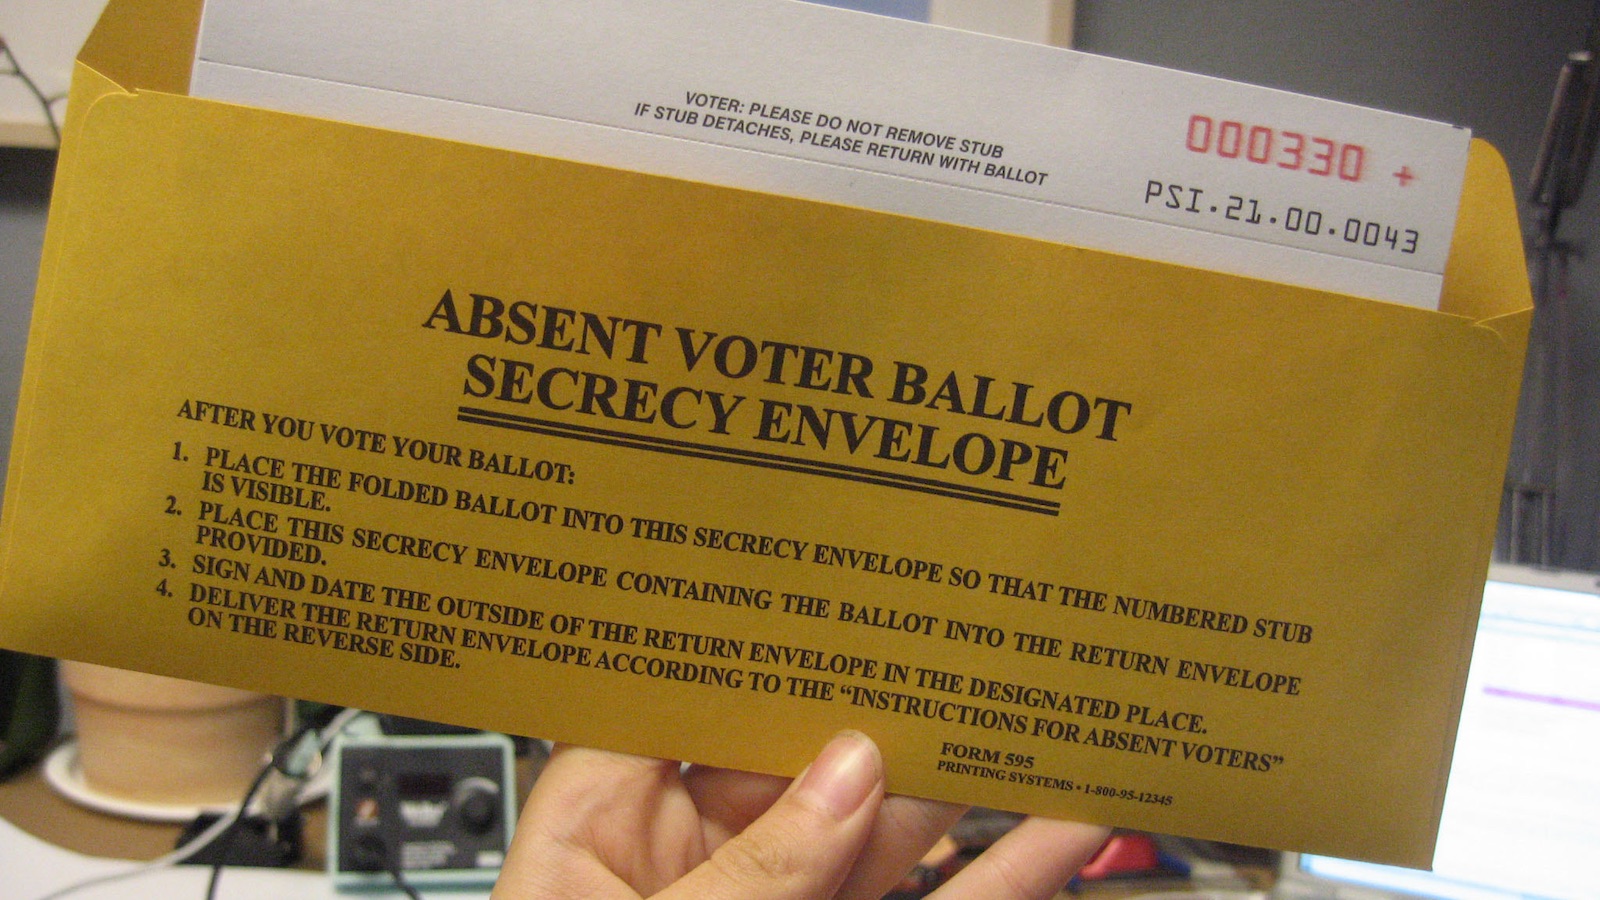 VOTER: PLEASE DO NOT REMOVE STUB
IF STUB DETACHES, PLEASE RETURN WITH BALLOT
000330 +
PSI.21.00.0043
ABSENT VOTER BALLOT
SECRECY ENVELOPE
AFTER YOU VOTE YOUR BALLOT:
1. PLACE THE FOLDED BALLOT INTO THIS SECRECY ENVELOPE SO THAT THE NUMBERED STUB
IS VISIBLE.
2. PLACE THIS SECRECY ENVELOPE CONTAINING THE BALLOT INTO THE RETURN ENVELOPE
PROVIDED.
3. SIGN AND DATE THE OUTSIDE OF THE RETURN ENVELOPE IN THE DESIGNATED PLACE.
4. DELIVER THE RETURN ENVELOPE ACCORDING TO THE “INSTRUCTIONS FOR ABSENT VOTERS”
ON THE REVERSE SIDE.
FORM 595
PRINTING SYSTEMS • 1-800-95-12345